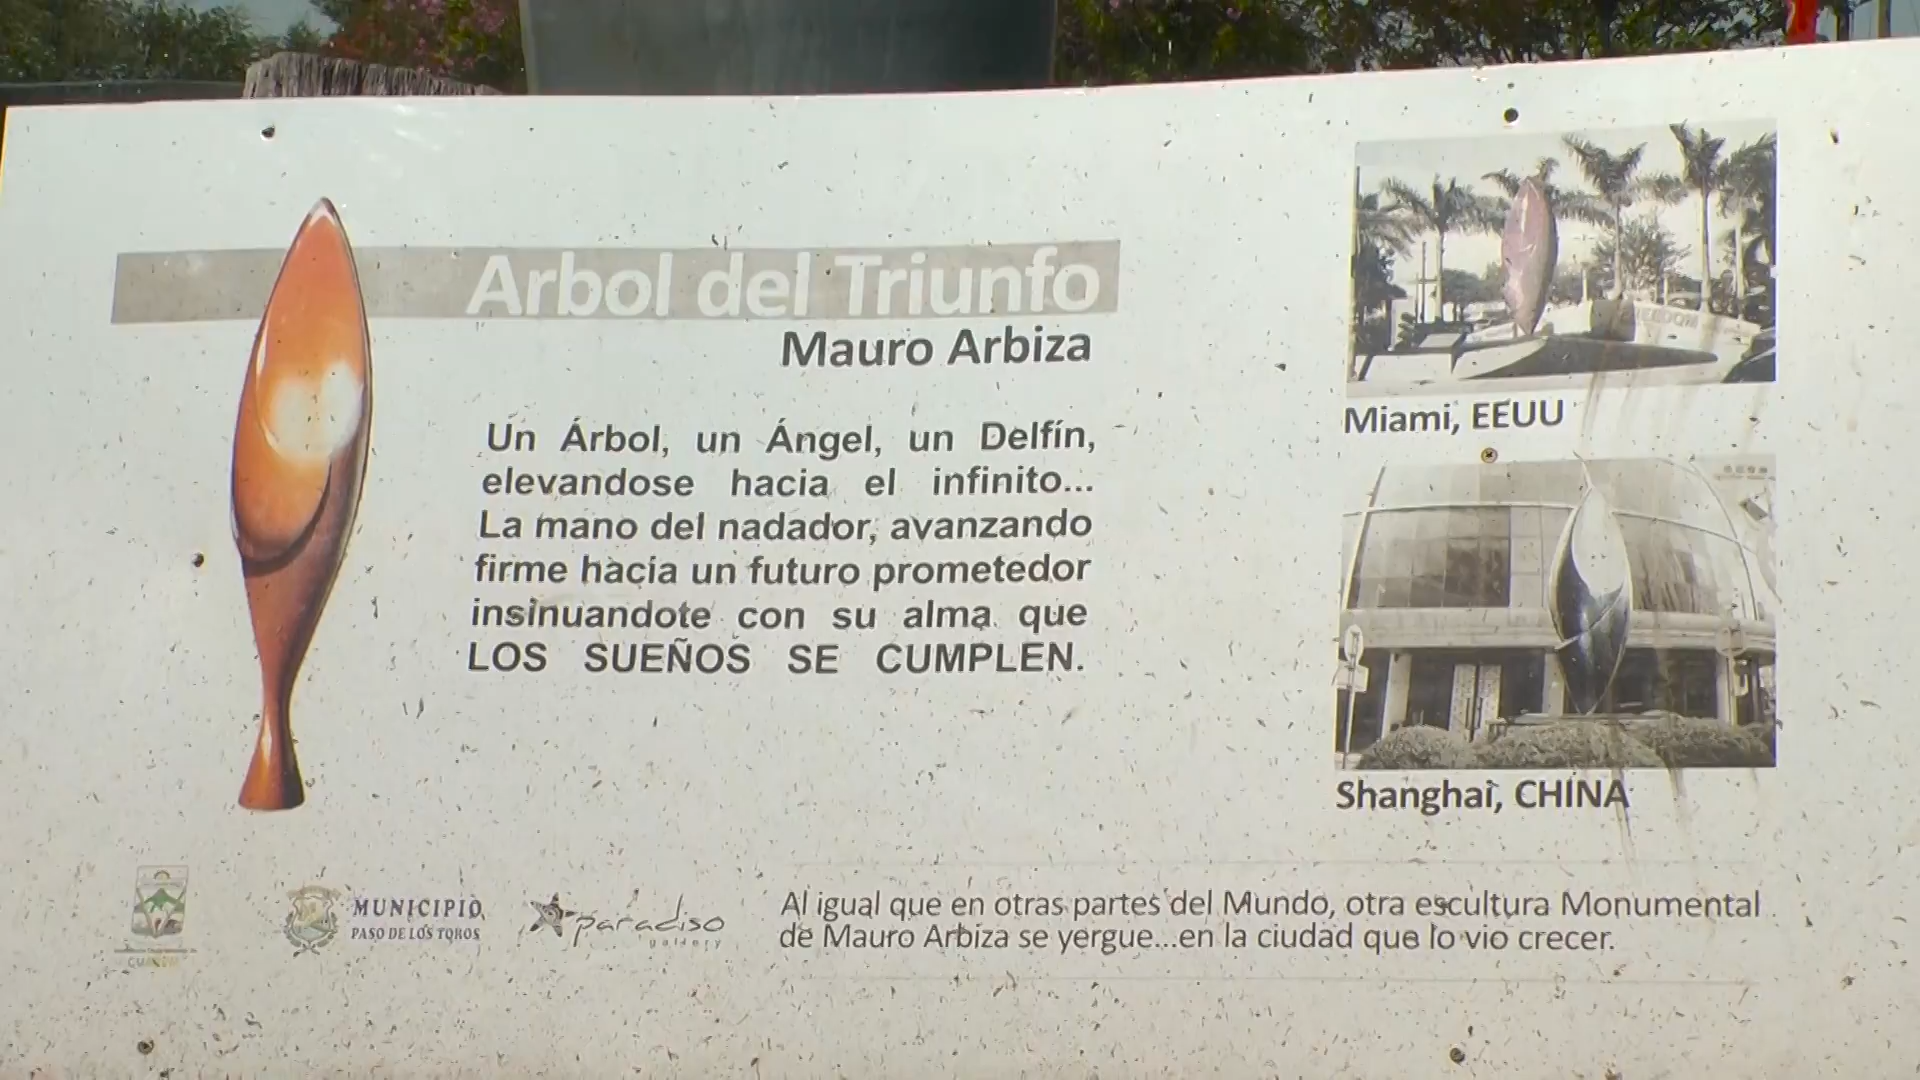 Arbol del Triunfo
Mauro Arbiza
Un Árbol, un Ángel, un Delfín,
elevandose hacia el infinito...
La mano del nadador, avanzando
firme hacia un futuro prometedor
insinuandote con su alma que
LOS SUEÑOS SE CUMPLEN.
Miami, EEUU
Shanghai, CHINA
MUNICIPIO
PASO DE LOS TOROS
paradiso
gallery
Al igual que en otras partes del Mundo, otra escultura Monumental
de Mauro Arbiza se yergue...en la ciudad que lo vio crecer.